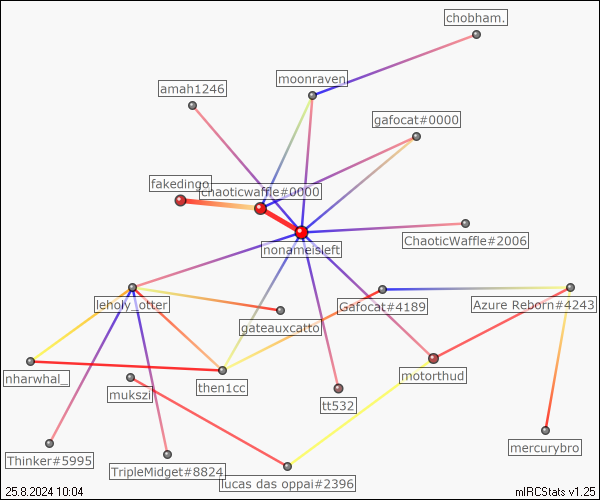 chobham.
moonraven
amah1246
gafocat#0000
fakedingo
chaoticwaffle#0000
ChaoticWaffle#2006
nonameisleft
leholy_otter
Gafocat#4189
Azure Reborn#4243
gateauxcatto
nharwhal_
then1cc
motorthud
mukszi
tt532
mercurybro
Thinker#5995
TripleMidget#8824
lucas das oppai#2396
25.8.2024 10:04
mIRCStats v1.25